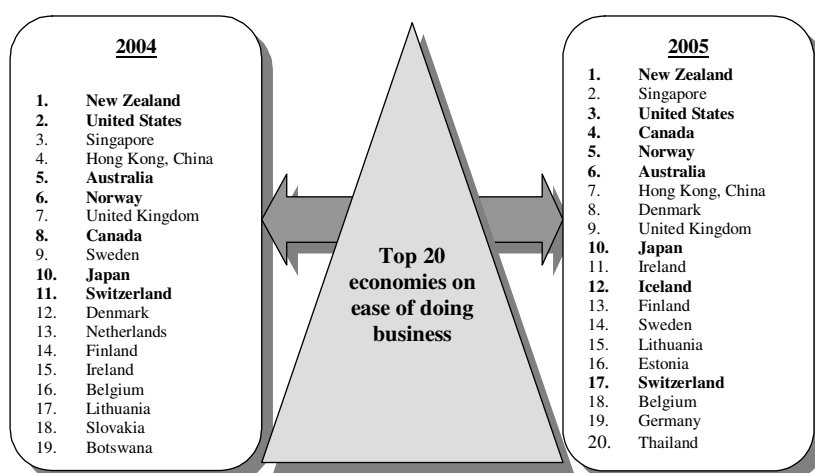 2004
1. New Zealand
2. United States
3. Singapore
4. Hong Kong, China
5. Australia
6. Norway
7. United Kingdom
8. Canada
9. Sweden
10. Japan
11. Switzerland
12. Denmark
13. Netherlands
14. Finland
15. Ireland
16. Belgium
17. Lithuania
18. Slovakia
19. Botswana
Top 20
economies on
ease of doing
business
2005
1. New Zealand
2. Singapore
3. United States
4. Canada
5. Norway
6. Australia
7. Hong Kong, China
8. Denmark
9. United Kingdom
10. Japan
11. Ireland
12. Iceland
13. Finland
14. Sweden
15. Lithuania
16. Estonia
17. Switzerland
18. Belgium
19. Germany
20. Thailand